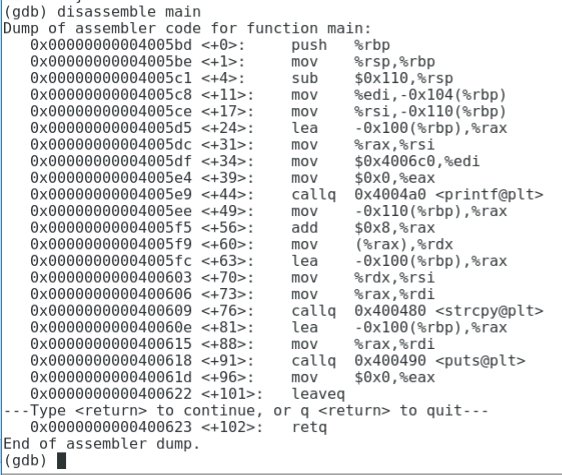 (gdb) disassemble main
Dump of assembler code for function main:
0x00000000004005bd <+0>: push %rbp
0x00000000004005be <+1>: mov %rsp,%rbp
0x00000000004005c1 <+4>: sub $0x110,%rsp
0x00000000004005c8 <+11>: mov %edi,-0x104(%rbp)
0x00000000004005ce <+17>: mov %rsi,-0x110(%rbp)
0x00000000004005d5 <+24>: lea -0x100(%rbp),%rax
0x00000000004005dc <+31>: mov %rax,%rsi
0x00000000004005df <+34>: mov $0x4006c0,%edi
0x00000000004005e4 <+39>: mov $0x0,%eax
0x00000000004005e9 <+44>: callq 0x4004a0 <printf@plt>
0x00000000004005ee <+49>: mov -0x110(%rbp),%rax
0x00000000004005f5 <+56>: add $0x8,%rax
0x00000000004005f9 <+60>: mov (%rax),%rdx
0x00000000004005fc <+63>: lea -0x100(%rbp),%rax
0x0000000000400603 <+70>: mov %rdx,%rsi
0x0000000000400606 <+73>: mov %rax,%rdi
0x0000000000400609 <+76>: callq 0x400480 <strcpy@plt>
0x000000000040060e <+81>: lea -0x100(%rbp),%rax
0x0000000000400615 <+88>: mov %rax,%rdi
0x0000000000400618 <+91>: callq 0x400490 <puts@plt>
0x000000000040061d <+96>: mov $0x0,%eax
0x0000000000400622 <+101>: leaveq
---Type <return> to continue, or q <return> to quit---
0x0000000000400623 <+102>: retq
End of assembler dump.
(gdb)